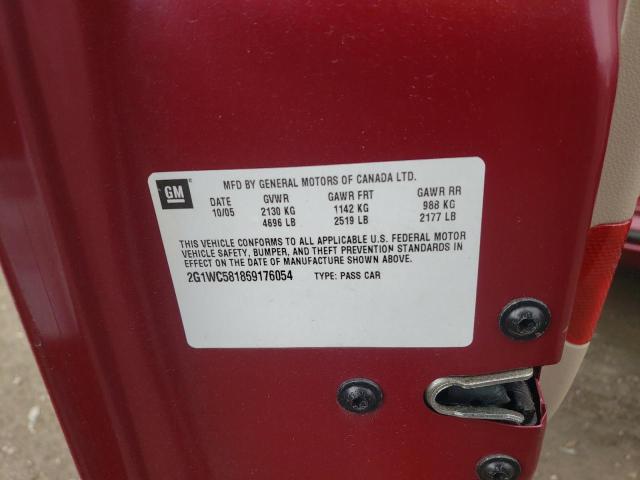 GM
MFD BY GENERAL MOTORS OF CANADA LTD.
DATE GVWR GAWR FRT GAWR RR
10/05 2130 KG 1142 KG 988 KG
4696 LB 2519 LB 2177 LB
THIS VEHICLE CONFORMS TO ALL APPLICABLE U.S. FEDERAL MOTOR
VEHICLE SAFETY, BUMPER, AND THEFT PREVENTION STANDARDS IN
EFFECT ON THE DATE OF MANUFACTURE SHOWN ABOVE.
2G1WC581859176054 TYPE: PASS CAR